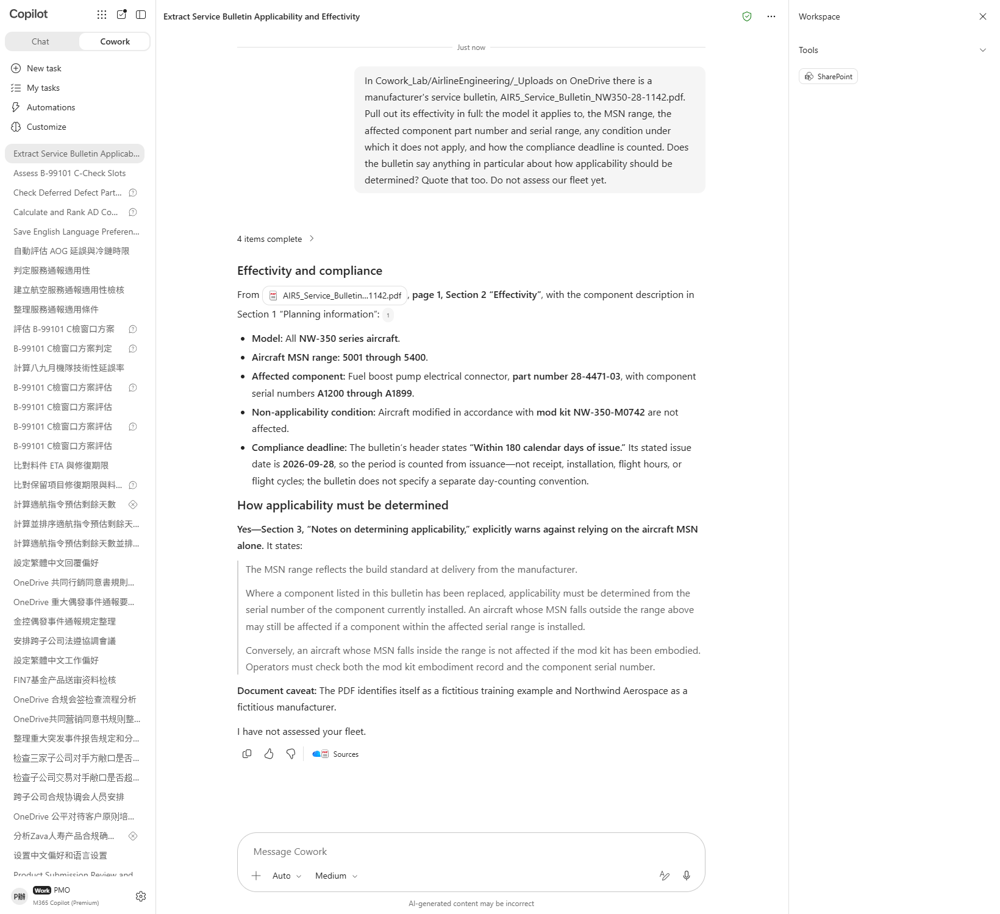 Copilot
Chat
Cowork
New task
My tasks
Automations
Customize
Extract Service Bulletin Applicab...
Assess B-99101 C-Check Slots
Check Deferred Defect Part...
Calculate and Rank AD Co...
Save English Language Preferen...
自動評估 AOG 延誤與冷鏈時限
判定服務通報適用性
建立航空服務通報適用性檢核
整理服務通報適用條件
評估 B-99101 C檢窗口方案
B-99101 C檢窗口方案判定
計算八九月機隊技術性延誤率
B-99101 C檢窗口方案評估
B-99101 C檢窗口方案評估
B-99101 C檢窗口方案評估
B-99101 C檢窗口方案評估
比對料件 ETA 與修復期限
比對保留項目修復期限與料...
計算適航指令預估剩餘天數
計算並排序適航指令預估剩餘天...
計算適航指令預估剩餘天數並排...
設定繁體中文回覆偏好
OneDrive 共同行銷同意書規則...
OneDrive 重大偶發事件通報要...
金控偶發事件通報規定整理
安排跨子公司法遵協調會議
設定繁體中文工作偏好
FIN7基金产品送审资料检核
OneDrive 合规会签检查流程分析
OneDrive共同营销同意书规则整...
整理重大突发事件报告规定和分...
检查三家子公司对手方敞口是否...
检查子公司交易对手敞口是否超...
跨子公司合规协调会人员安排
OneDrive 公平对待客户原则培...
分析Zava人寿产品合规确...
设置中文偏好和语言设置
Product Submission Review and
P辦
Work PMO
M365 Copilot (Premium)
Extract Service Bulletin Applicability and Effectivity
Just now
In Cowork_Lab/AirlineEngineering/_Uploads on OneDrive there is a
manufacturer's service bulletin, AIR5_Service_Bulletin_NW350-28-1142.pdf.
Pull out its effectivity in full: the model it applies to, the MSN range, the
affected component part number and serial range, any condition under
which it does not apply, and how the compliance deadline is counted. Does
the bulletin say anything in particular about how applicability should be
determined? Quote that too. Do not assess our fleet yet.
4 items complete
Effectivity and compliance
From AIR5_Service_Bulletin...1142.pdf, page 1, Section 2 “Effectivity”, with the component description in
Section 1 “Planning information”: 1
• Model: All NW-350 series aircraft.
• Aircraft MSN range: 5001 through 5400.
• Affected component: Fuel boost pump electrical connector, part number 28-4471-03, with component
serial numbers A1200 through A1899.
• Non-applicability condition: Aircraft modified in accordance with mod kit NW-350-M0742 are not
affected.
• Compliance deadline: The bulletin’s header states “Within 180 calendar days of issue.” Its stated issue
date is 2026-09-28, so the period is counted from issuance—not receipt, installation, flight hours, or
flight cycles; the bulletin does not specify a separate day-counting convention.
How applicability must be determined
Yes—Section 3, “Notes on determining applicability,” explicitly warns against relying on the aircraft MSN
alone. It states:
The MSN range reflects the build standard at delivery from the manufacturer.
Where a component listed in this bulletin has been replaced, applicability must be determined from the
serial number of the component currently installed. An aircraft whose MSN falls outside the range above
may still be affected if a component within the affected serial range is installed.
Conversely, an aircraft whose MSN falls inside the range is not affected if the mod kit has been embodied.
Operators must check both the mod kit embodiment record and the component serial number.
Document caveat: The PDF identifies itself as a fictitious training example and Northwind Aerospace as a
fictitious manufacturer.
I have not assessed your fleet.
Sources
Message Cowork
Auto
Medium
AI-generated content may be incorrect
Workspace
Tools
SharePoint